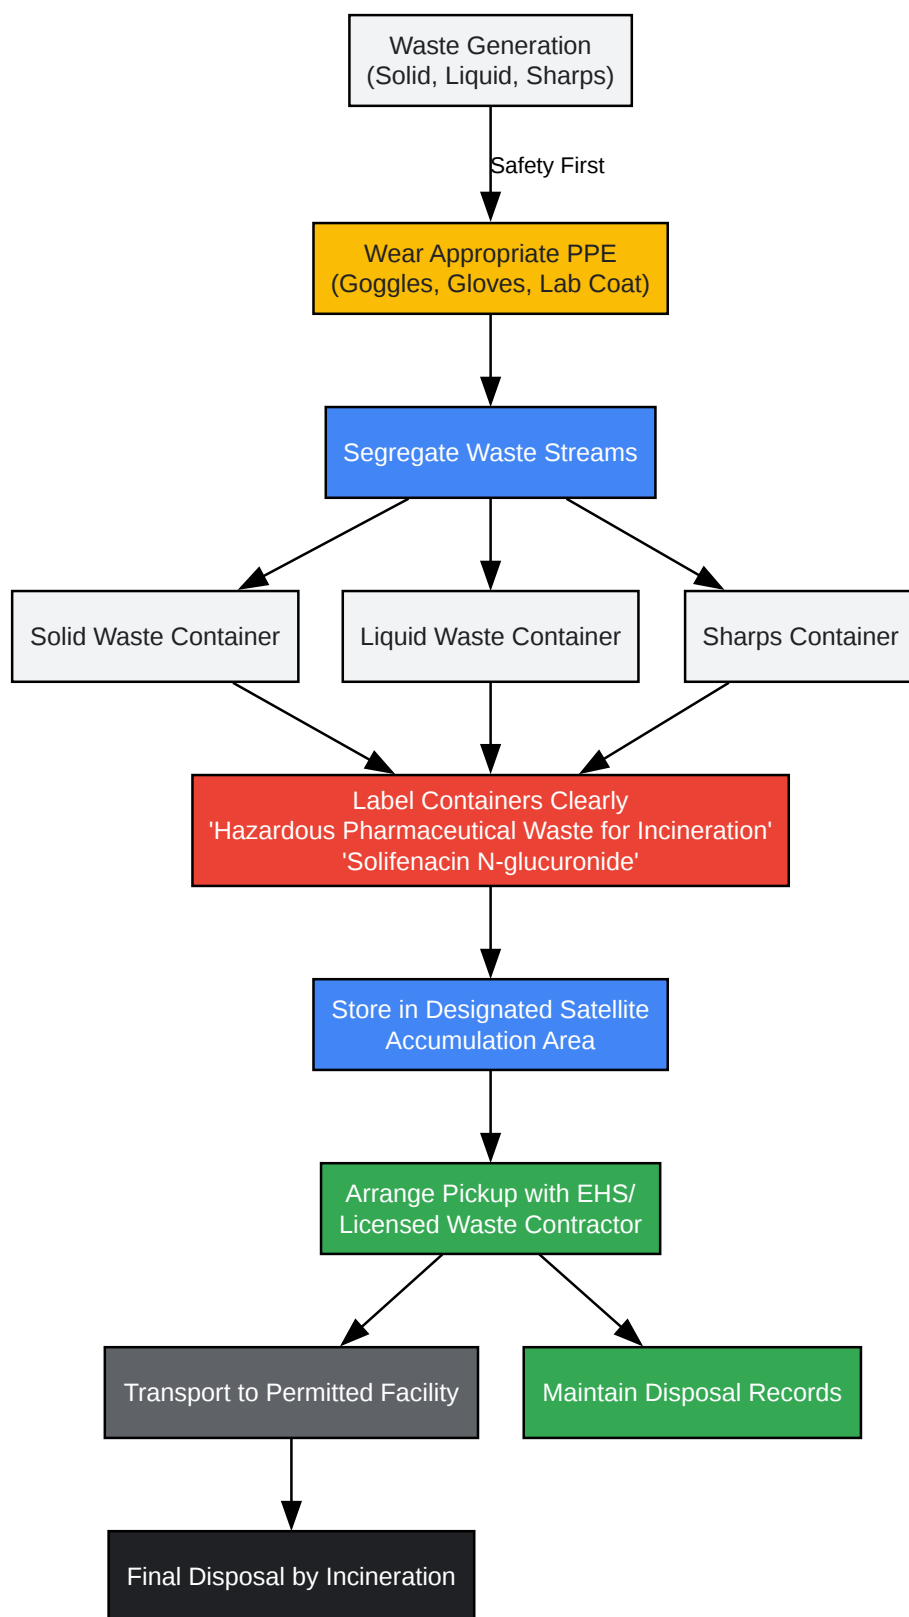 Waste Generation
(Solid, Liquid, Sharps)
Safety First
Wear Appropriate PPE
(Goggles, Gloves, Lab Coat)
Segregate Waste Streams
Solid Waste Container
Liquid Waste Container
Sharps Container
Label Containers Clearly
'Hazardous Pharmaceutical Waste for Incineration'
'Solifenacin N-glucuronide'
Store in Designated Satellite
Accumulation Area
Arrange Pickup with EHS/
Licensed Waste Contractor
Transport to Permitted Facility
Maintain Disposal Records
Final Disposal by Incineration